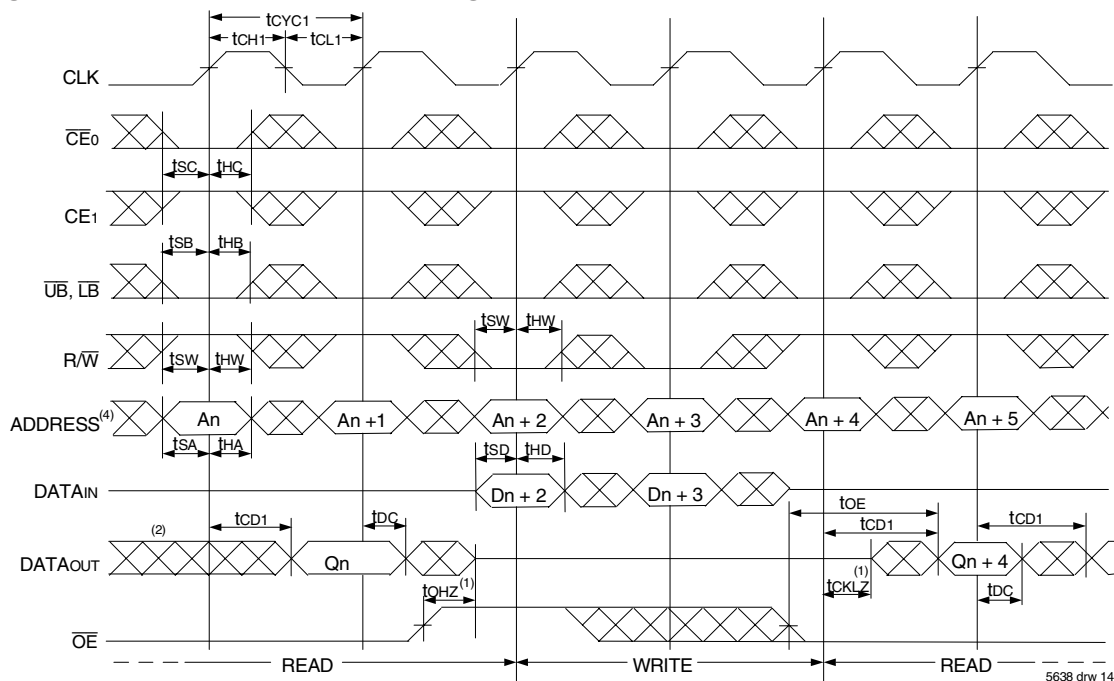 tCYC1
tCH1 tCL1
CLK
CE0
tSC tHC
CE1
tSB tHB
UB, LB
tSW tHW
R/W
tSW tHW
ADDRESS(4) An An +1 An + 2 An + 3 An + 4 An + 5
tSA tHA
tSD tHD
DATAIN Dn + 2 Dn + 3
tOE
(2) tCD1 tDC tCD1 tCD1
DATAOUT Qn Qn + 4
tOHZ(1) tCKLZ(1) tDC
OE
READ WRITE READ
5638 drw 14